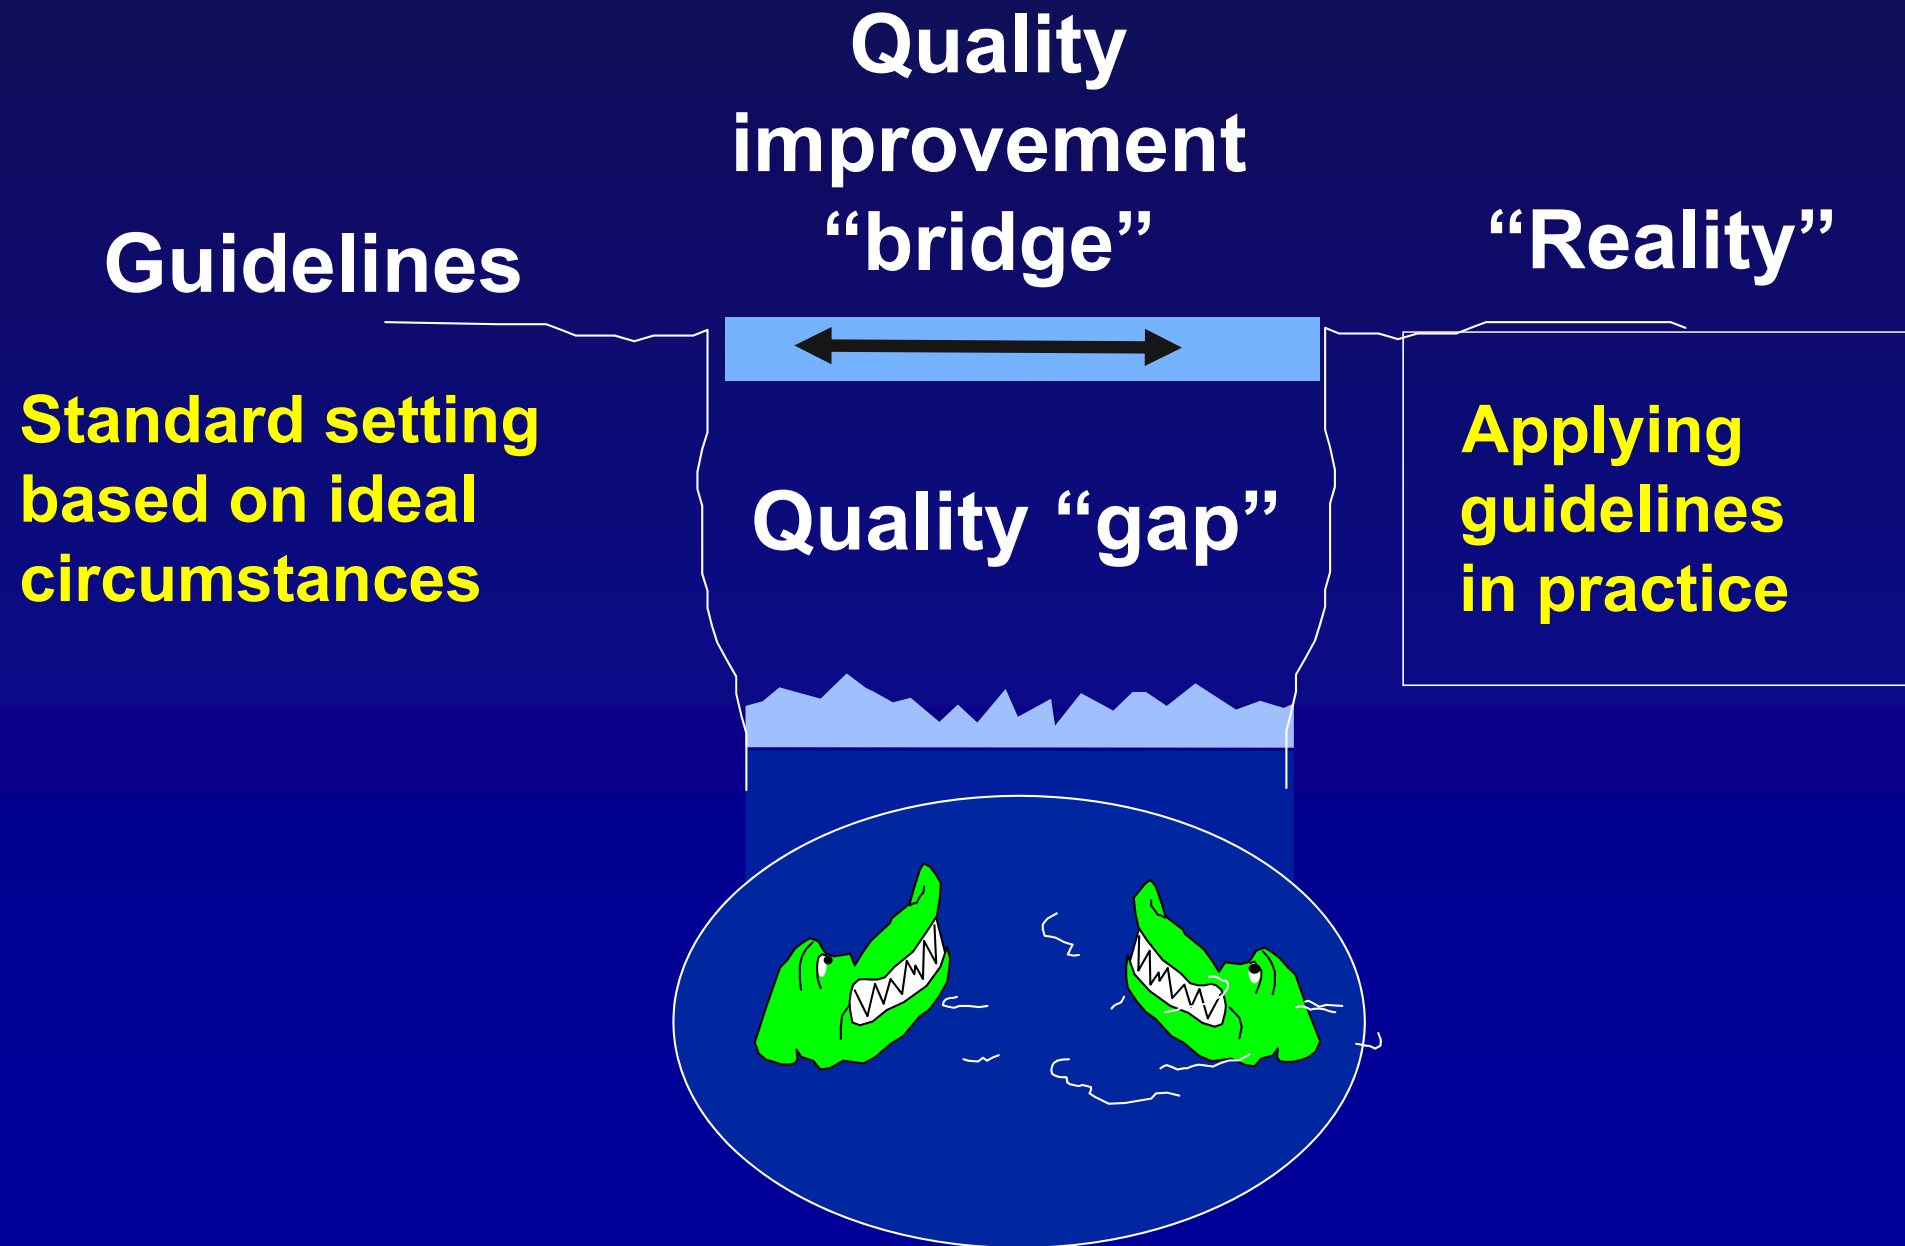 Quality
improvement
“bridge”
Guidelines
“Reality”
Standard setting
based on ideal
circumstances
Quality “gap”
Applying
guidelines
in practice